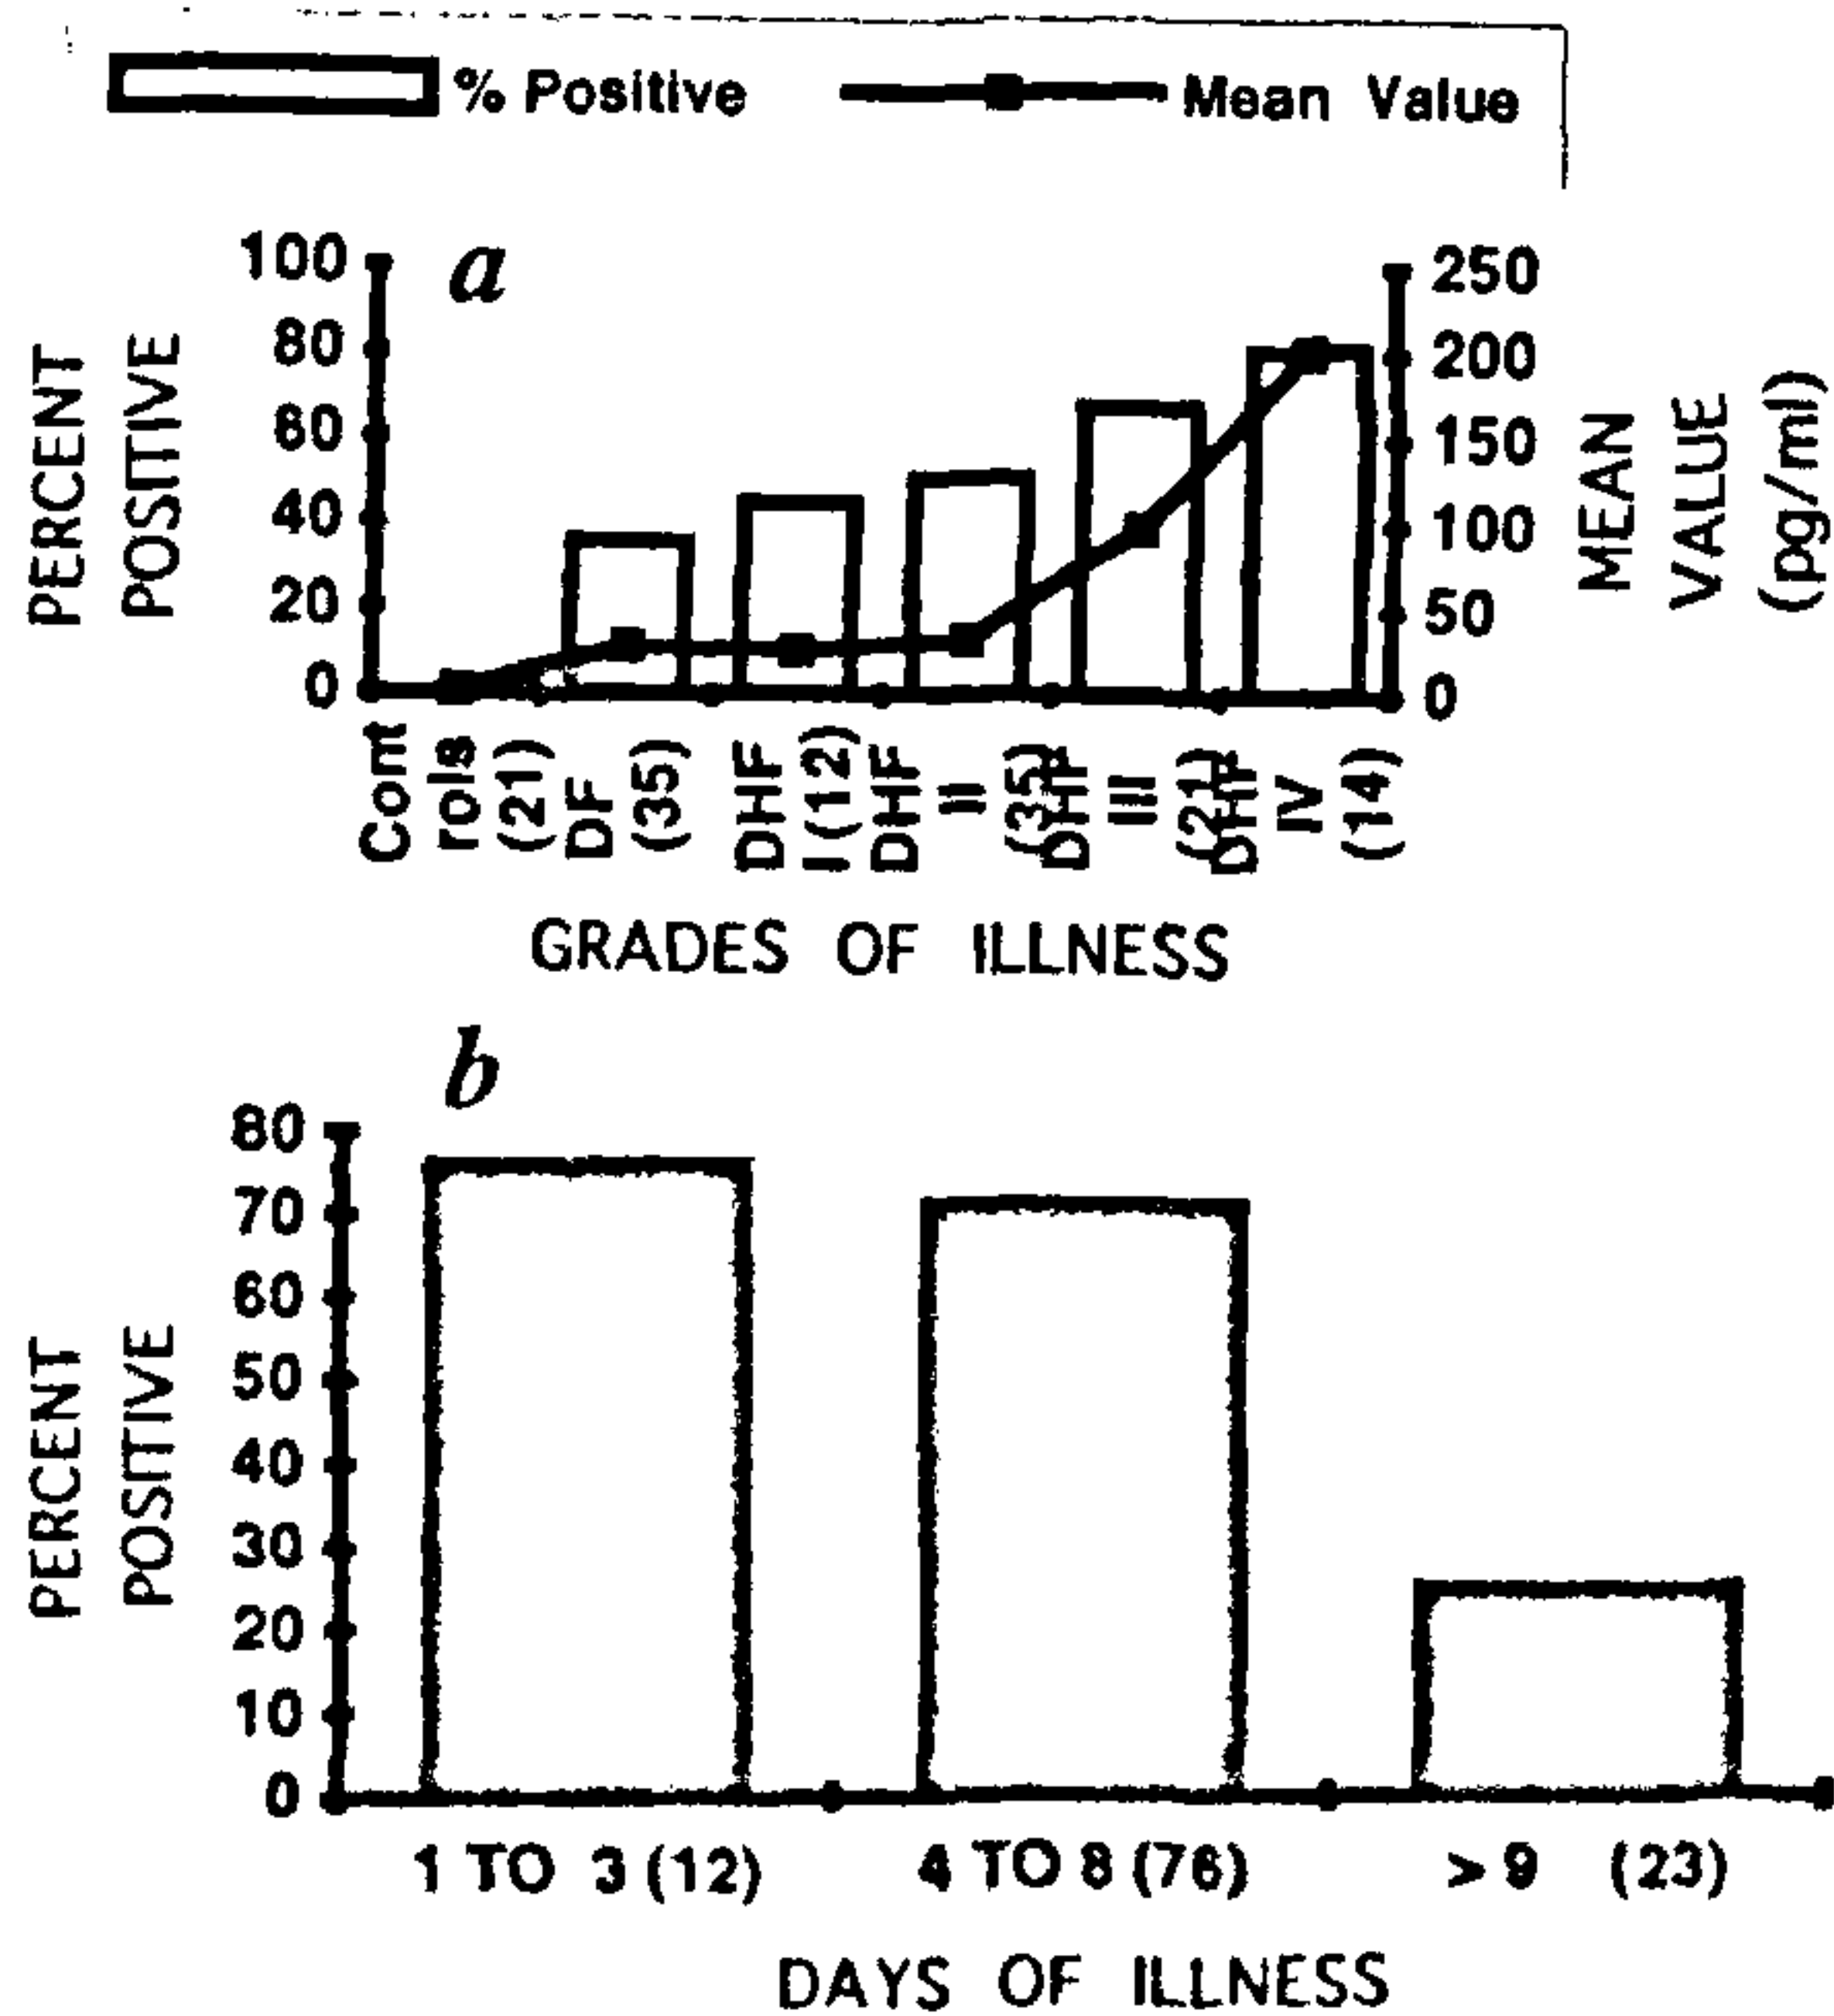 % Positive Mean Value
a
100
80
80
40
20
0
PERCENT
POSITIVE
250
200
150
100
50
0
MEAN
VALUE
(pg/ml)
Cont
rols
(21)
DF
(35)
DHF
I(12)
DHF
II
(35)
DHF
III
(21)
DHF
IV
(14)
GRADES OF ILLNESS
b
80
70
60
50
40
30
20
10
0
PERCENT
POSITIVE
1 TO 3(12) 4 TO 8(76) >9 (23)
DAYS OF ILLNESS